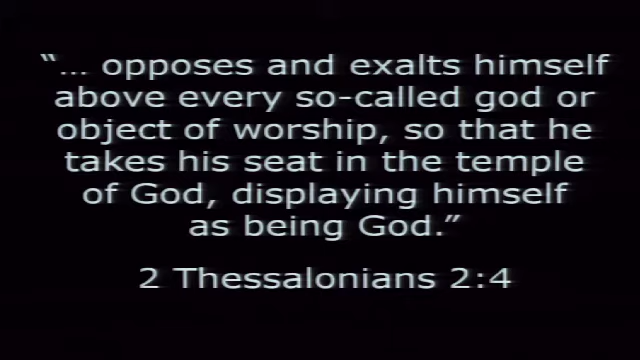 “… opposes and exalts himself
above every so-called god or
object of worship, so that he
takes his seat in the temple
of God, displaying himself
as being God.”
2 Thessalonians 2:4